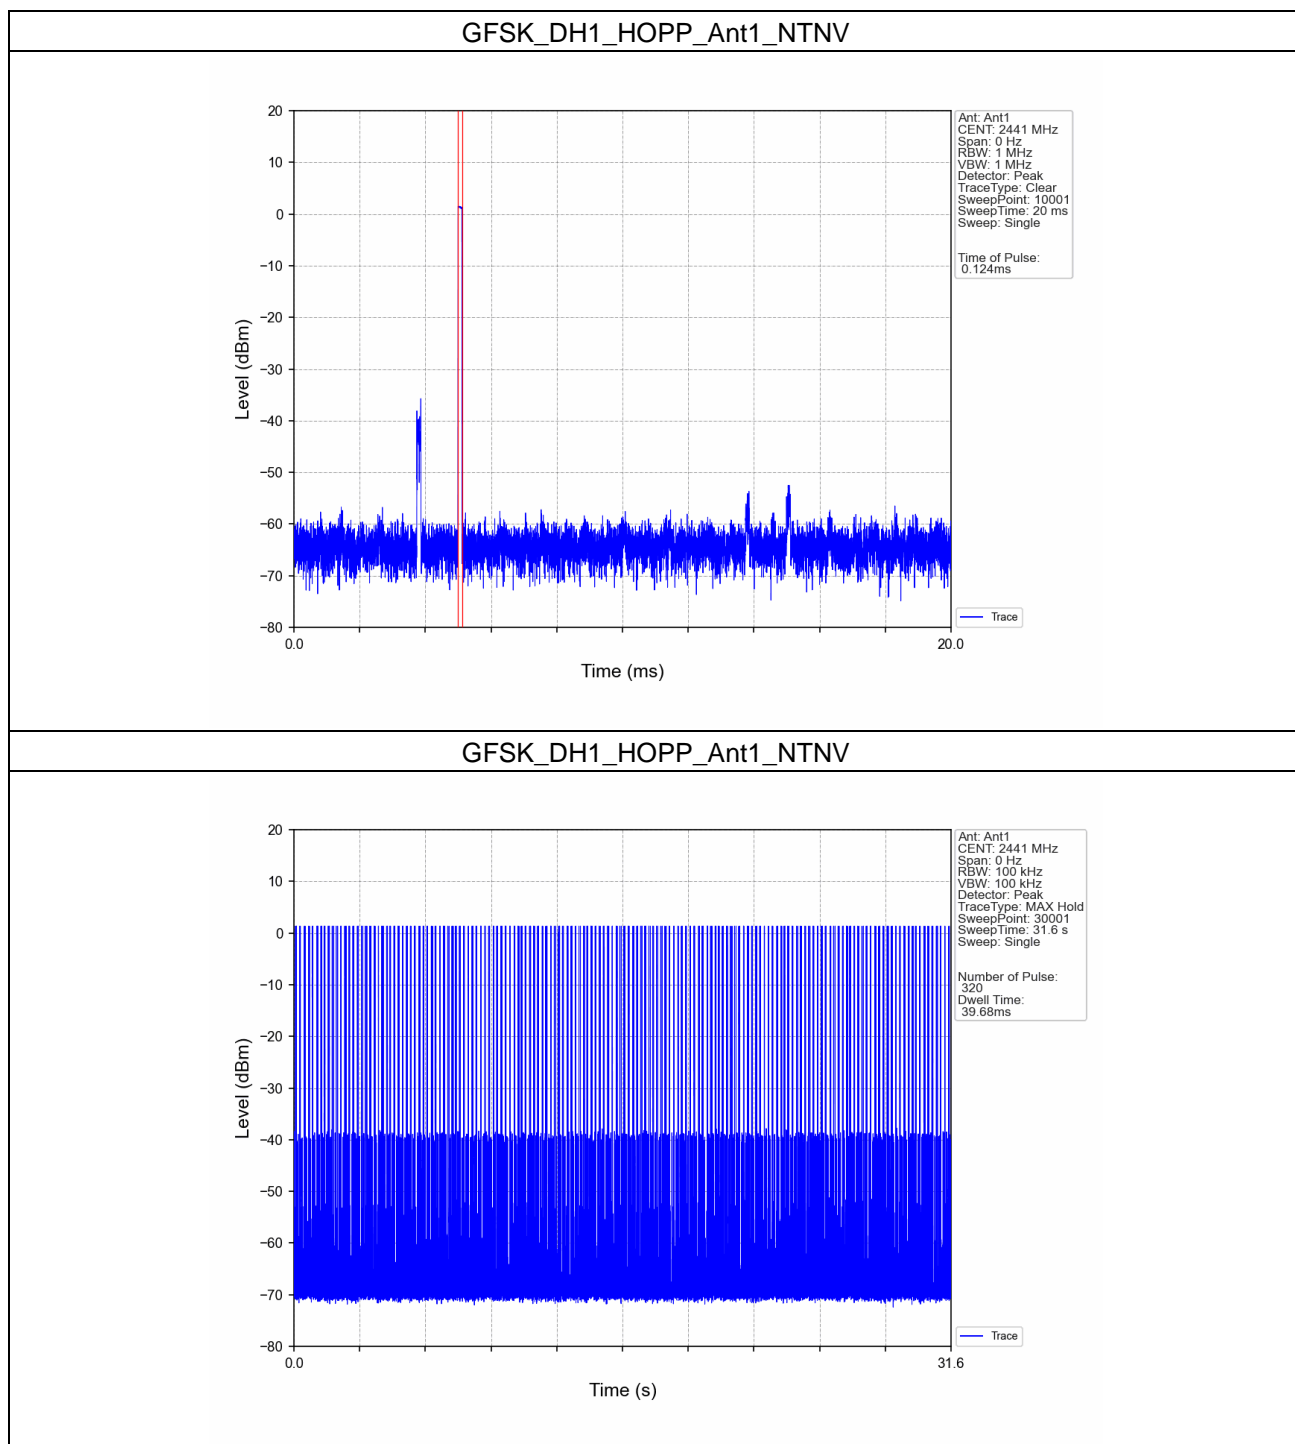 GFSK_DH1_HOPP_Ant1_NTNV
20
10
0
−10
−20
−30
−40
−50
−60
−70
−80
Level (dBm)
0.0
20.0
Time (ms)
Ant: Ant1
CENT: 2441 MHz
Span: 0 Hz
RBW: 1 MHz
VBW: 1 MHz
Detector: Peak
TraceType: Clear
SweepPoint: 10001
SweepTime: 20 ms
Sweep: Single
Time of Pulse:
0.124ms
Trace
GFSK_DH1_HOPP_Ant1_NTNV
20
10
0
−10
−20
−30
−40
−50
−60
−70
−80
Level (dBm)
0.0
31.6
Time (s)
Ant: Ant1
CENT: 2441 MHz
Span: 0 Hz
RBW: 100 kHz
VBW: 100 kHz
Detector: Peak
TraceType: MAX Hold
SweepPoint: 30001
SweepTime: 31.6 s
Sweep: Single
Number of Pulse:
320
Dwell Time:
39.68ms
Trace